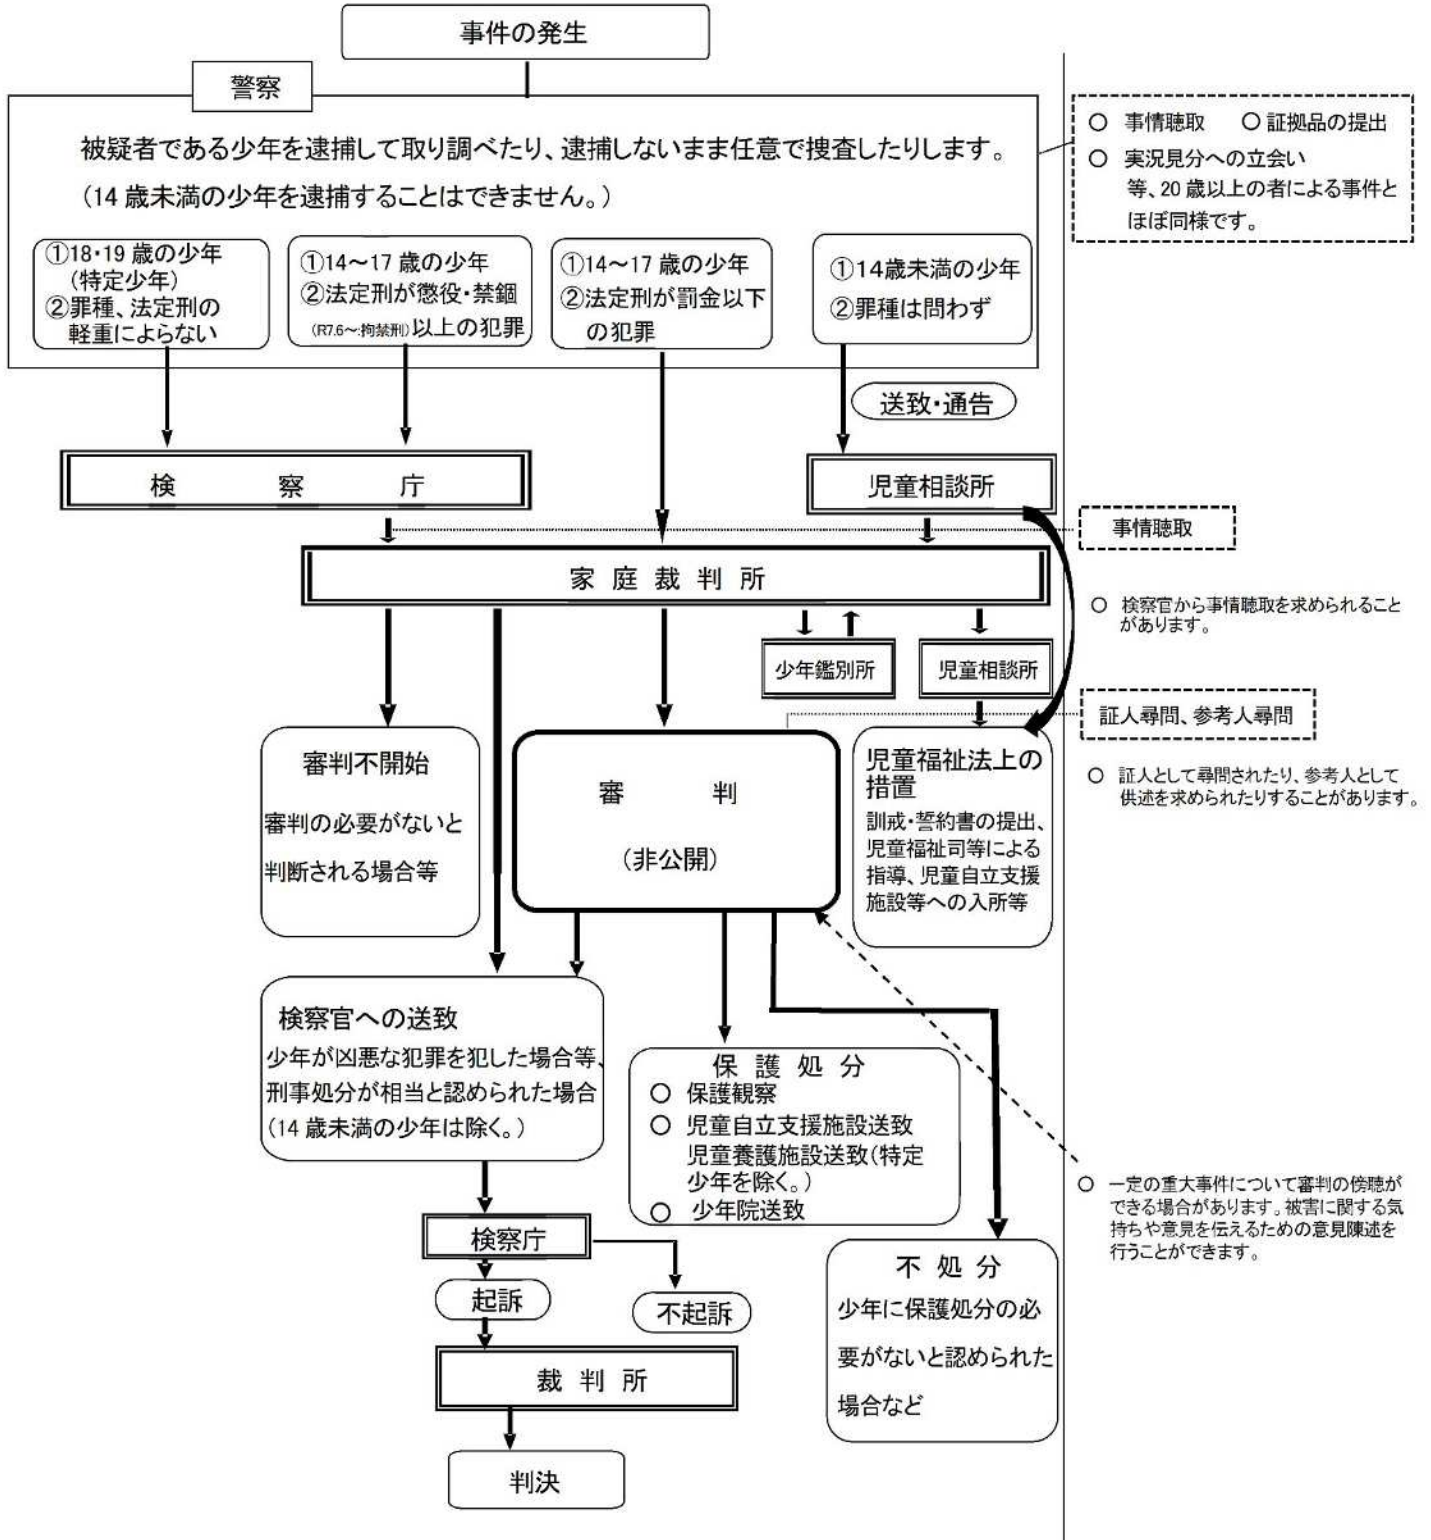 事件の発生
警察
被疑者である少年を逮捕して取り調べたり、逮捕しないまま任意で捜査したりします。
(14歳未満の少年を逮捕することはできません。)
①18・19歳の少年
(特定少年)
②罪種、法定刑の
軽重によらない
①14～17歳の少年
②法定刑が懲役・禁錮
(R7.6～:拘禁刑)以上の犯罪
①14～17歳の少年
②法定刑が罰金以下
の犯罪
①14歳未満の少年
②罪種は問わず
○ 事情聴取 ○証拠品の提出
○ 実況見分への立会い
等、20歳以上の者による事件と
ほぼ同様です。
送致・通告
検察庁
児童相談所
事情聴取
家庭裁判所
○ 検察官から事情聴取を求められること
があります。
少年鑑別所
児童相談所
証人尋問、参考人尋問
○ 証人として尋問されたり、参考人として
供述を求められたりすることがあります。
審判不開始
審判の必要がないと
判断される場合等
審判
(非公開)
児童福祉法上の
措置
訓戒・誓約書の提出、
児童福祉司等による
指導、児童自立支援
施設等への入所等
検察官への送致
少年が凶悪な犯罪を犯した場合等、
刑事処分が相当と認められた場合
(14歳未満の少年は除く。)
保護処分
○ 保護観察
○ 児童自立支援施設送致
児童養護施設送致(特定
少年を除く。)
○ 少年院送致
○ 一定の重大事件について審判の傍聴が
できる場合があります。被害に関する気
持ちや意見を伝えるための意見陳述を
行うことができます。
検察庁
起訴
不起訴
不処分
少年に保護処分の必
要がないと認められた
場合など
裁判所
判決